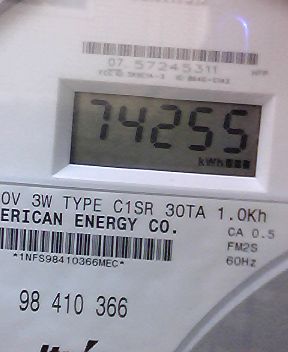 07 57245311
74255
kWh
0V 3W TYPE C1SR 30TA 1.0Kh
ERICAN ENERGY CO.
CA 0.5
FM2S
60Hz
*1NFS98410366MEC*
98 410 366